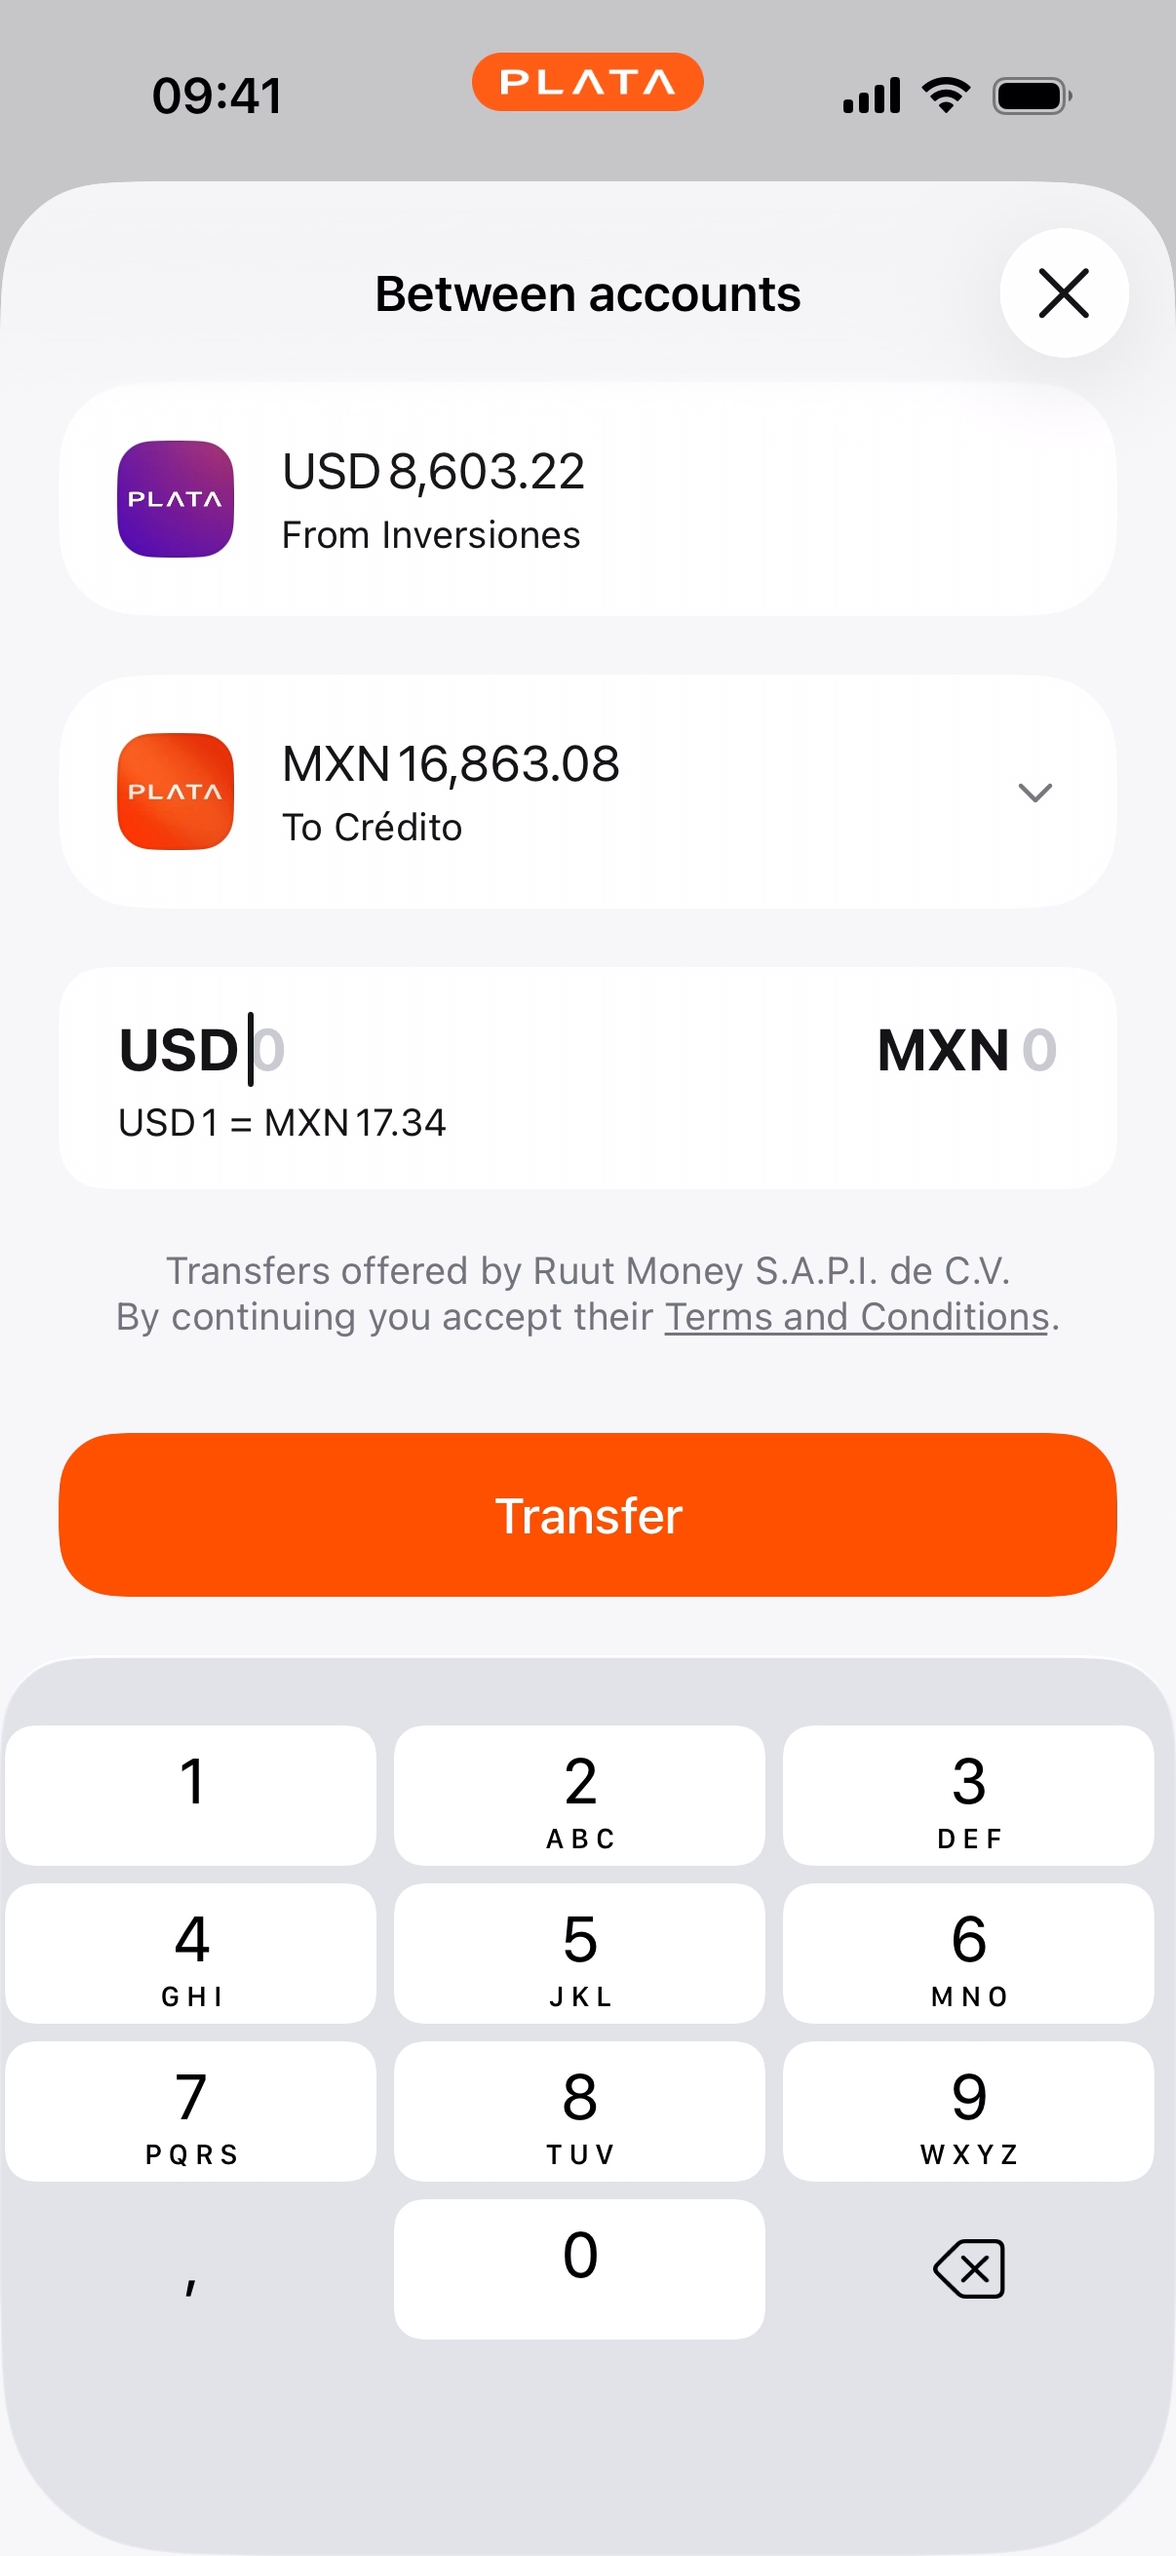 09:41
PLATA
Between accounts
PLATA
USD 8,603.22
From Inversiones
PLATA
MXN 16,863.08
To Crédito
USD 0
MXN 0
USD 1 = MXN 17.34
Transfers offered by Ruut Money S.A.P.I. de C.V.
By continuing you accept their Terms and Conditions.
Transfer
1
2
ABC
3
DEF
4
GHI
5
JKL
6
MNO
7
PQRS
8
TUV
9
WXYZ
,
0